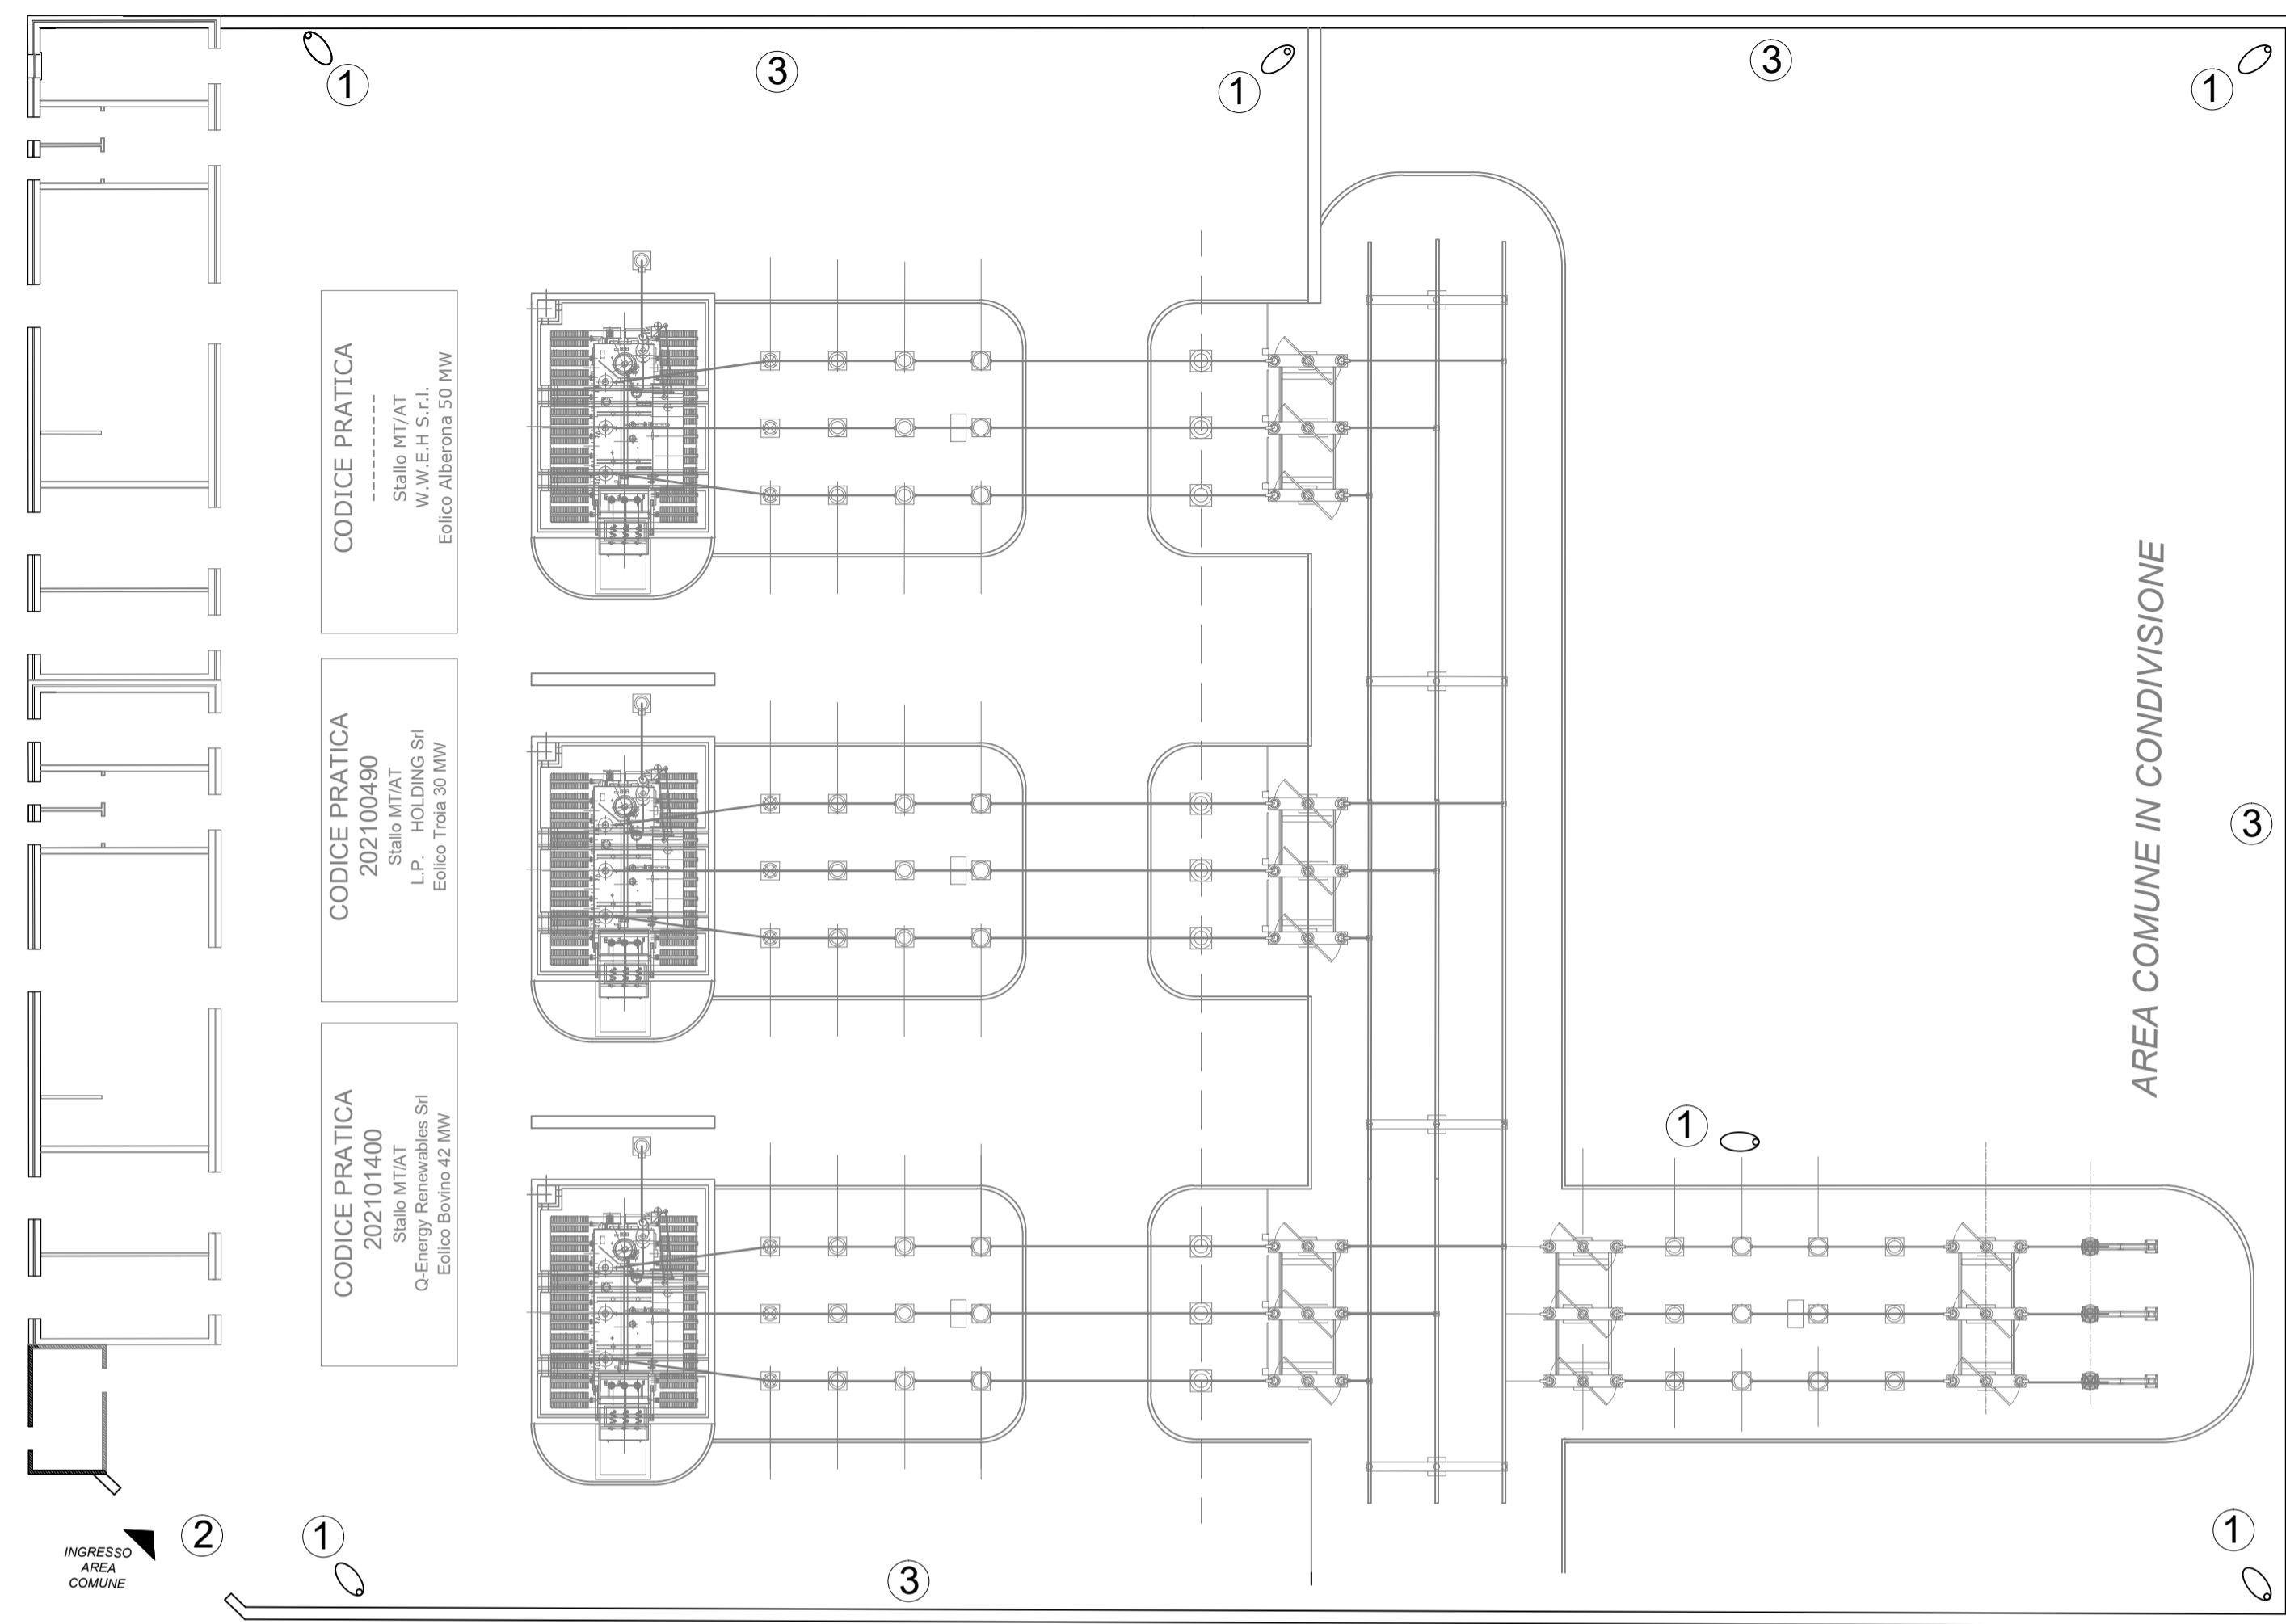 1
3
1
3
1
CODICE PRATICA
-----------
Stallo MT/AT
W.W.E.H S.r.l.
Eolico Alberona 50 MW
CODICE PRATICA
202100490
Stallo MT/AT
L.P. HOLDING Srl
Eolico Troia 30 MW
CODICE PRATICA
202101400
Stallo MT/AT
Q-Energy Renewables Srl
Eolico Bovino 42 MW
AREA COMUNE IN CONDIVISIONE
3
1
INGRESSO
AREA
COMUNE
2
1
3
1